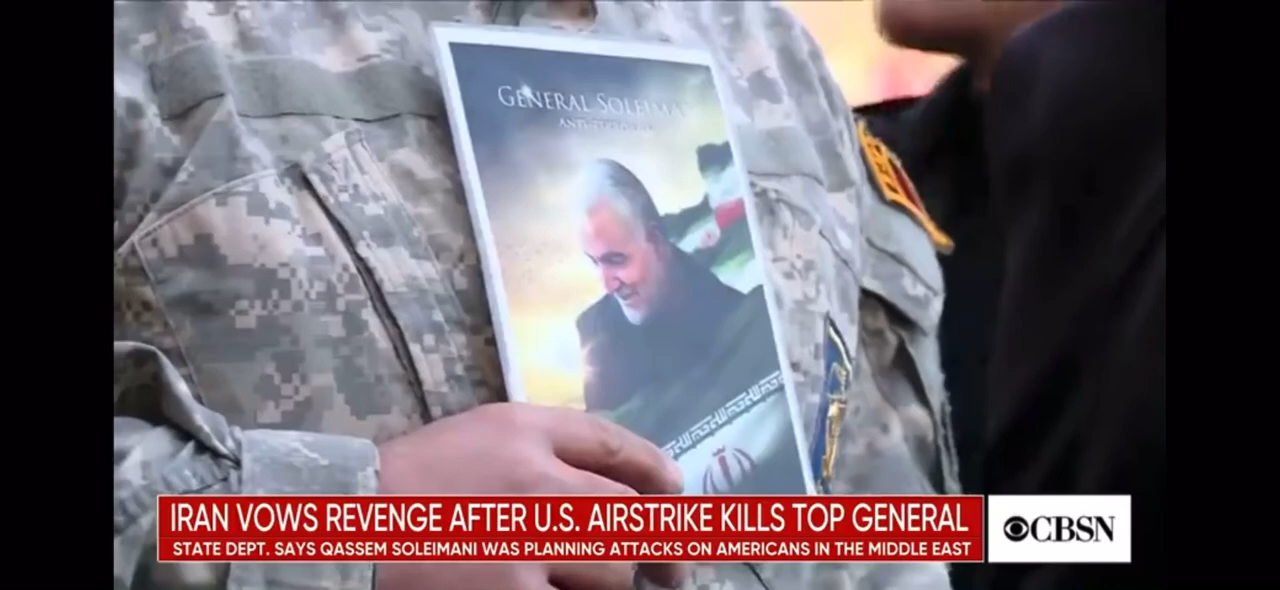 GENERAL SOLEIMA
IRAN VOWS REVENGE AFTER U.S. AIRSTRIKE KILLS TOP GENERAL
STATE DEPT. SAYS QASSEM SOLEIMANI WAS PLANNING ATTACKS ON AMERICANS IN THE MIDDLE EAST
CBSN